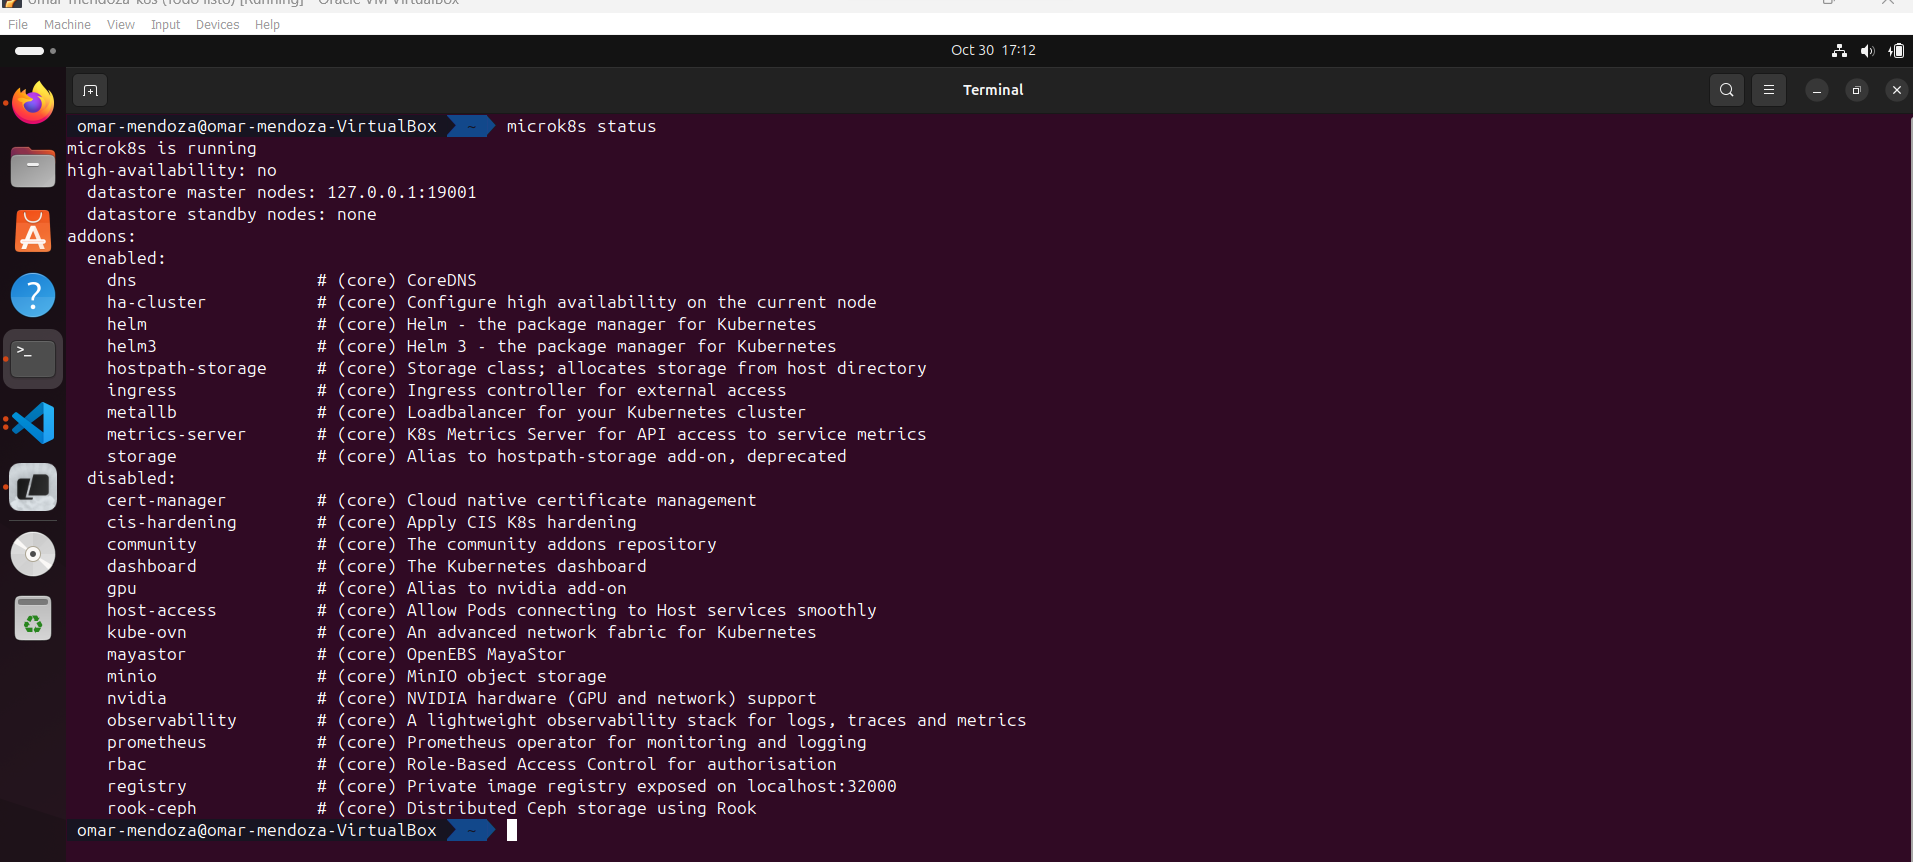 omar-mendoza-k8s (Todo listo) [Running] - Oracle VM VirtualBox
File Machine View Input Devices Help
Oct 30 17:12
Terminal
omar-mendoza@omar-mendoza-VirtualBox ~ microk8s status
microk8s is running
high-availability: no
  datastore master nodes: 127.0.0.1:19001
  datastore standby nodes: none
addons:
  enabled:
    dns                  # (core) CoreDNS
    ha-cluster           # (core) Configure high availability on the current node
    helm                 # (core) Helm - the package manager for Kubernetes
    helm3                # (core) Helm 3 - the package manager for Kubernetes
    hostpath-storage     # (core) Storage class; allocates storage from host directory
    ingress              # (core) Ingress controller for external access
    metallb              # (core) Loadbalancer for your Kubernetes cluster
    metrics-server       # (core) K8s Metrics Server for API access to service metrics
    storage              # (core) Alias to hostpath-storage add-on, deprecated
  disabled:
    cert-manager         # (core) Cloud native certificate management
    cis-hardening        # (core) Apply CIS K8s hardening
    community            # (core) The community addons repository
    dashboard            # (core) The Kubernetes dashboard
    gpu                  # (core) Alias to nvidia add-on
    host-access          # (core) Allow Pods connecting to Host services smoothly
    kube-ovn             # (core) An advanced network fabric for Kubernetes
    mayastor             # (core) OpenEBS MayaStor
    minio                # (core) MinIO object storage
    nvidia               # (core) NVIDIA hardware (GPU and network) support
    observability        # (core) A lightweight observability stack for logs, traces and metrics
    prometheus           # (core) Prometheus operator for monitoring and logging
    rbac                 # (core) Role-Based Access Control for authorisation
    registry             # (core) Private image registry exposed on localhost:32000
    rook-ceph            # (core) Distributed Ceph storage using Rook
omar-mendoza@omar-mendoza-VirtualBox ~